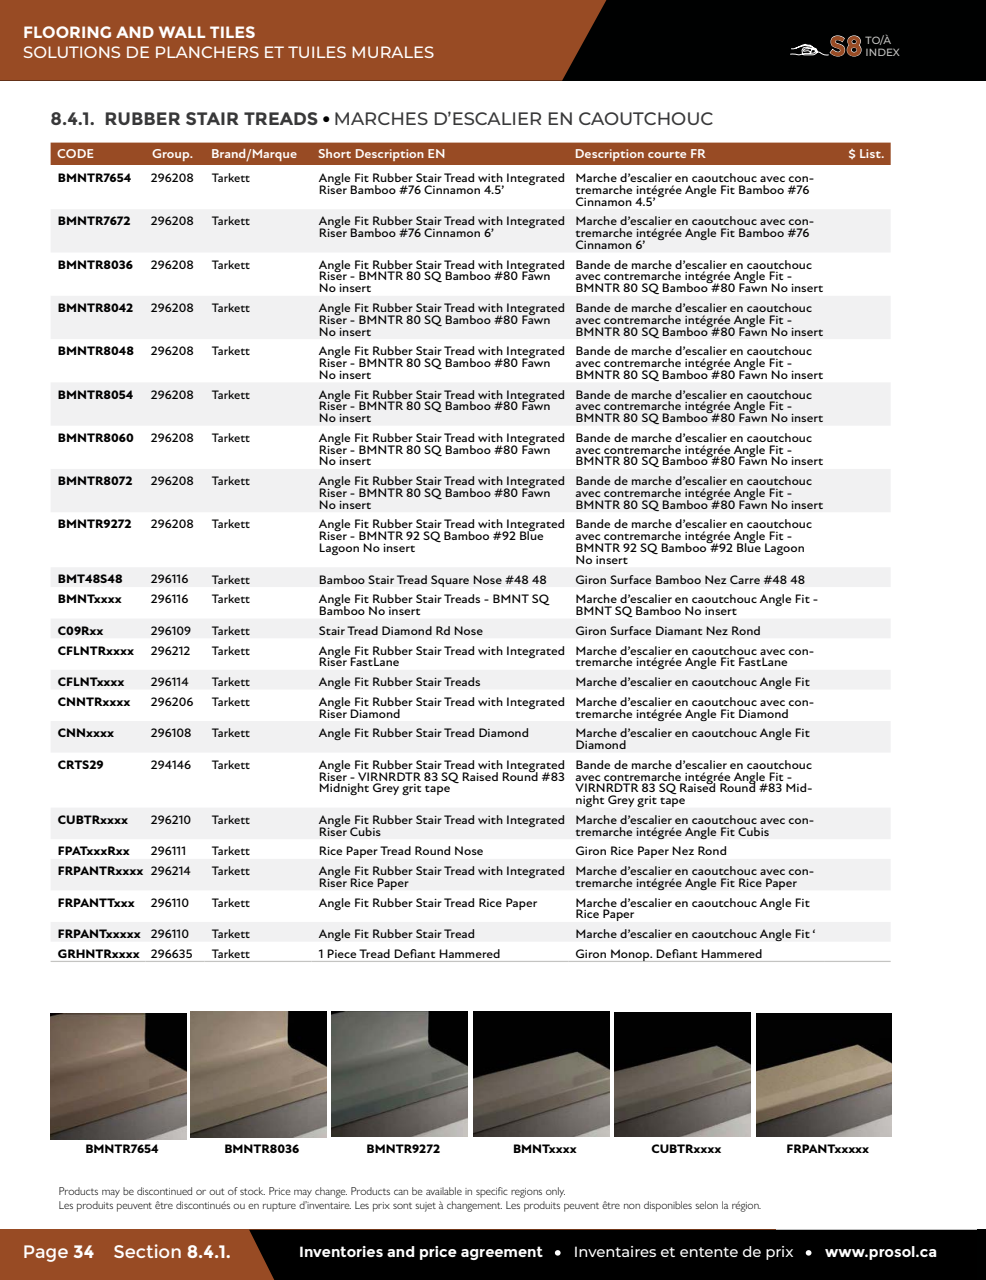 FLOORING AND WALL TILES
SOLUTIONS DE PLANCHERS ET TUILES MURALES
S8 TO/À
INDEX
8.4.1. RUBBER STAIR TREADS • MARCHES D’ESCALIER EN CAOUTCHOUC
CODE Group. Brand/Marque Short Description EN Description courte FR $ List.
BMNTR7654 296208 Tarkett Angle Fit Rubber Stair Tread with Integrated Marche d’escalier en caoutchouc avec con-
Riser Bamboo #76 Cinnamon 4.5’ tremarche intégrée Angle Fit Bamboo #76
Cinnamon 4.5’
BMNTR7672 296208 Tarkett Angle Fit Rubber Stair Tread with Integrated Marche d’escalier en caoutchouc avec con-
Riser Bamboo #76 Cinnamon 6’ tremarche intégrée Angle Fit Bamboo #76
Cinnamon 6’
BMNTR8036 296208 Tarkett Angle Fit Rubber Stair Tread with Integrated Bande de marche d’escalier en caoutchouc
Riser - BMNTR 80 SQ Bamboo #80 Fawn avec contremarche intégrée Angle Fit -
No insert BMNTR 80 SQ Bamboo #80 Fawn No insert
BMNTR8042 296208 Tarkett Angle Fit Rubber Stair Tread with Integrated Bande de marche d’escalier en caoutchouc
Riser - BMNTR 80 SQ Bamboo #80 Fawn avec contremarche intégrée Angle Fit -
No insert BMNTR 80 SQ Bamboo #80 Fawn No insert
BMNTR8048 296208 Tarkett Angle Fit Rubber Stair Tread with Integrated Bande de marche d’escalier en caoutchouc
Riser - BMNTR 80 SQ Bamboo #80 Fawn avec contremarche intégrée Angle Fit -
No insert BMNTR 80 SQ Bamboo #80 Fawn No insert
BMNTR8054 296208 Tarkett Angle Fit Rubber Stair Tread with Integrated Bande de marche d’escalier en caoutchouc
Riser - BMNTR 80 SQ Bamboo #80 Fawn avec contremarche intégrée Angle Fit -
No insert BMNTR 80 SQ Bamboo #80 Fawn No insert
BMNTR8060 296208 Tarkett Angle Fit Rubber Stair Tread with Integrated Bande de marche d’escalier en caoutchouc
Riser - BMNTR 80 SQ Bamboo #80 Fawn avec contremarche intégrée Angle Fit -
No insert BMNTR 80 SQ Bamboo #80 Fawn No insert
BMNTR8072 296208 Tarkett Angle Fit Rubber Stair Tread with Integrated Bande de marche d’escalier en caoutchouc
Riser - BMNTR 80 SQ Bamboo #80 Fawn avec contremarche intégrée Angle Fit -
No insert BMNTR 80 SQ Bamboo #80 Fawn No insert
BMNTR9272 296208 Tarkett Angle Fit Rubber Stair Tread with Integrated Bande de marche d’escalier en caoutchouc
Riser - BMNTR 92 SQ Bamboo #92 Blue avec contremarche intégrée Angle Fit -
Lagoon No insert BMNTR 92 SQ Bamboo #92 Blue Lagoon
No insert
BMT48S48 296116 Tarkett Bamboo Stair Tread Square Nose #48 48 Giron Surface Bamboo Nez Carre #48 48
BMNTxxxx 296116 Tarkett Angle Fit Rubber Stair Treads - BMNT SQ Marche d’escalier en caoutchouc Angle Fit -
Bamboo No insert BMNT SQ Bamboo No insert
C09Rxx 296109 Tarkett Stair Tread Diamond Rd Nose Giron Surface Diamant Nez Rond
CFLNTRxxxx 296212 Tarkett Angle Fit Rubber Stair Tread with Integrated Marche d’escalier en caoutchouc avec con-
Riser FastLane tremarche intégrée Angle Fit FastLane
CFLNTxxxx 296114 Tarkett Angle Fit Rubber Stair Treads Marche d’escalier en caoutchouc Angle Fit
CNNTRxxxx 296206 Tarkett Angle Fit Rubber Stair Tread with Integrated Marche d’escalier en caoutchouc avec con-
Riser Diamond tremarche intégrée Angle Fit Diamond
CNNxxxx 296108 Tarkett Angle Fit Rubber Stair Tread Diamond Marche d’escalier en caoutchouc Angle Fit
Diamond
CRTS29 294146 Tarkett Angle Fit Rubber Stair Tread with Integrated Bande de marche d’escalier en caoutchouc
Riser - VIRNRDTR 83 SQ Raised Round #83 avec contremarche intégrée Angle Fit -
Midnight Grey grit tape VIRNRDTR 83 SQ Raised Round #83 Mid-
night Grey grit tape
CUBTRxxxx 296210 Tarkett Angle Fit Rubber Stair Tread with Integrated Marche d’escalier en caoutchouc avec con-
Riser Cubis tremarche intégrée Angle Fit Cubis
FPATxxxRxx 296111 Tarkett Rice Paper Tread Round Nose Giron Rice Paper Nez Rond
FRPANTRxxxx 296214 Tarkett Angle Fit Rubber Stair Tread with Integrated Marche d’escalier en caoutchouc avec con-
Riser Rice Paper tremarche intégrée Angle Fit Rice Paper
FRPANTTxxx 296110 Tarkett Angle Fit Rubber Stair Tread Rice Paper Marche d’escalier en caoutchouc Angle Fit
Rice Paper
FRPANTxxxxx 296110 Tarkett Angle Fit Rubber Stair Tread Marche d’escalier en caoutchouc Angle Fit ‘
GRHNTRxxxx 296635 Tarkett 1 Piece Tread Defiant Hammered Giron Monop. Defiant Hammered
BMNTR7654 BMNTR8036 BMNTR9272 BMNTxxxx CUBTRxxxx FRPANTxxxxx
Products may be discontinued or out of stock. Price may change. Products can be available in specific regions only.
Les produits peuvent être discontinués ou en rupture d’inventaire. Les prix sont sujet à changement. Les produits peuvent être non disponibles selon la région.
Page 34 Section 8.4.1. Inventories and price agreement • Inventaires et entente de prix • www.prosol.ca